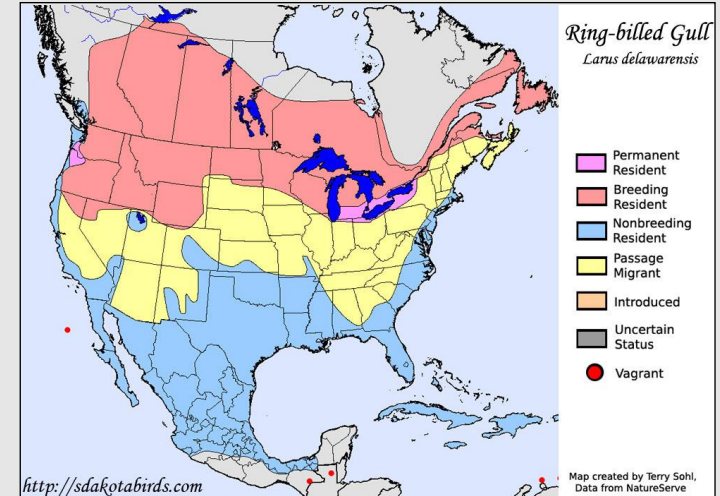 Ring-billed Gull
Larus delawarensis
Permanent
Resident
Breeding
Resident
Nonbreeding
Resident
Passage
Migrant
Introduced
Uncertain
Status
Vagrant
http://sdakotabirds.com
Map created by Terry Sohl,
Data from NatureServe